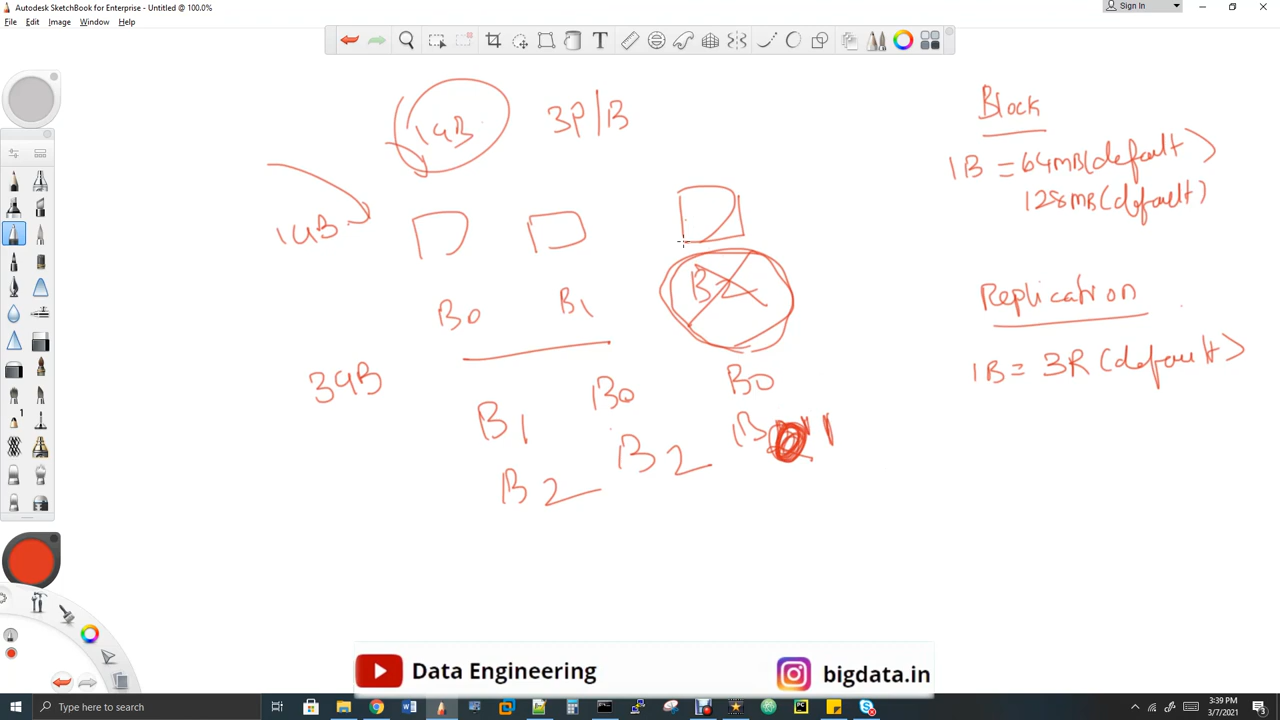 Autodesk SketchBook for Enterprise - Untitled @ 100.0%
Sign In
File Edit Image Window Help
1GB 3P/B
Block
1B = 64MB(default)
128MB(default)
1GB
B0 B1 B2
Replication
1B = 3R (default)
3GB
B1 B0 B0
B2 B2 B 1
Data Engineering
bigdata.in
Type here to search
3:39 PM
3/7/2021